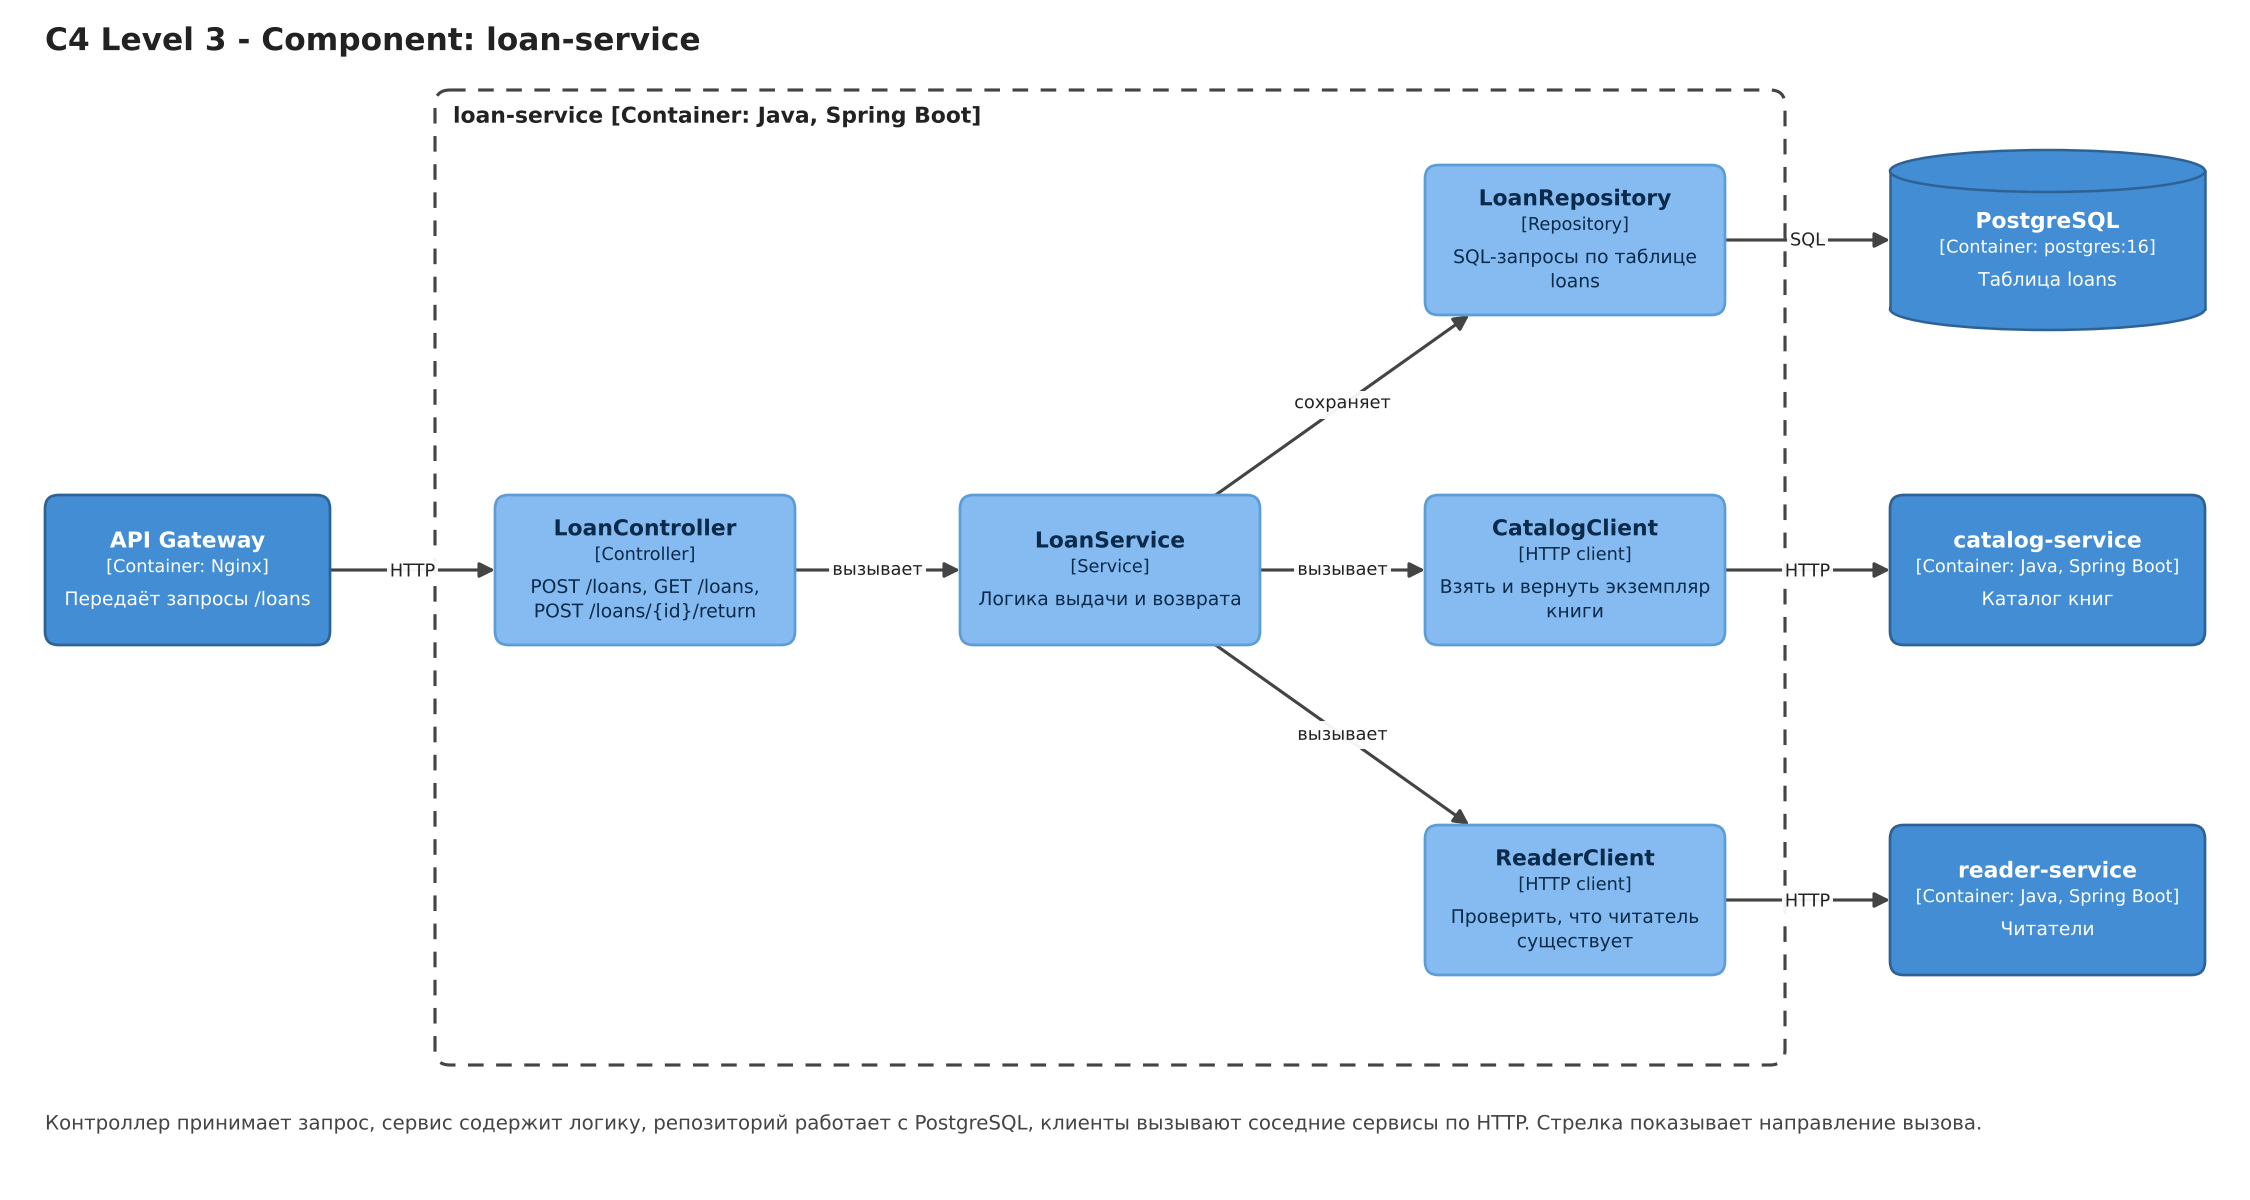 C4 Level 3 - Component: loan-service
loan-service [Container: Java, Spring Boot]
LoanRepository
[Repository]
SQL-запросы по таблице
loans
SQL
PostgreSQL
[Container: postgres:16]
Таблица loans
сохраняет
API Gateway
[Container: Nginx]
Передаёт запросы /loans
HTTP
LoanController
[Controller]
POST /loans, GET /loans,
POST /loans/{id}/return
вызывает
LoanService
[Service]
Логика выдачи и возврата
вызывает
CatalogClient
[HTTP client]
Взять и вернуть экземпляр
книги
HTTP
catalog-service
[Container: Java, Spring Boot]
Каталог книг
вызывает
ReaderClient
[HTTP client]
Проверить, что читатель
существует
HTTP
reader-service
[Container: Java, Spring Boot]
Читатели
Контроллер принимает запрос, сервис содержит логику, репозиторий работает с PostgreSQL, клиенты вызывают соседние сервисы по HTTP. Стрелка показывает направление вызова.